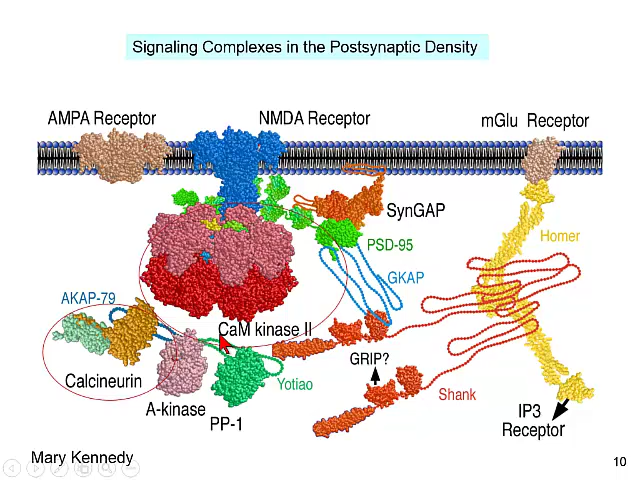 Signaling Complexes in the Postsynaptic Density
AMPA Receptor
NMDA Receptor
mGlu Receptor
SynGAP
PSD-95
Homer
GKAP
AKAP-79
CaM kinase II
GRIP?
Calcineurin
Yotiao
Shank
A-kinase
PP-1
IP3
Receptor
Mary Kennedy
10